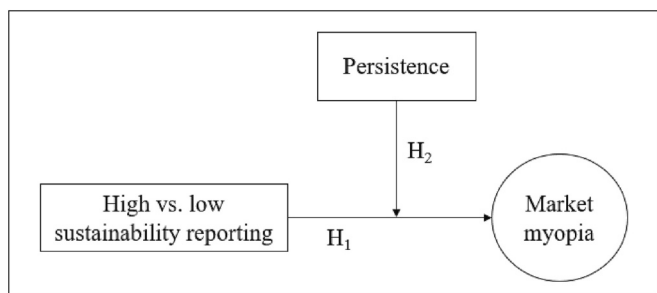 Persistence
H₂
High vs. low
sustainability reporting
H₁
Market
myopia